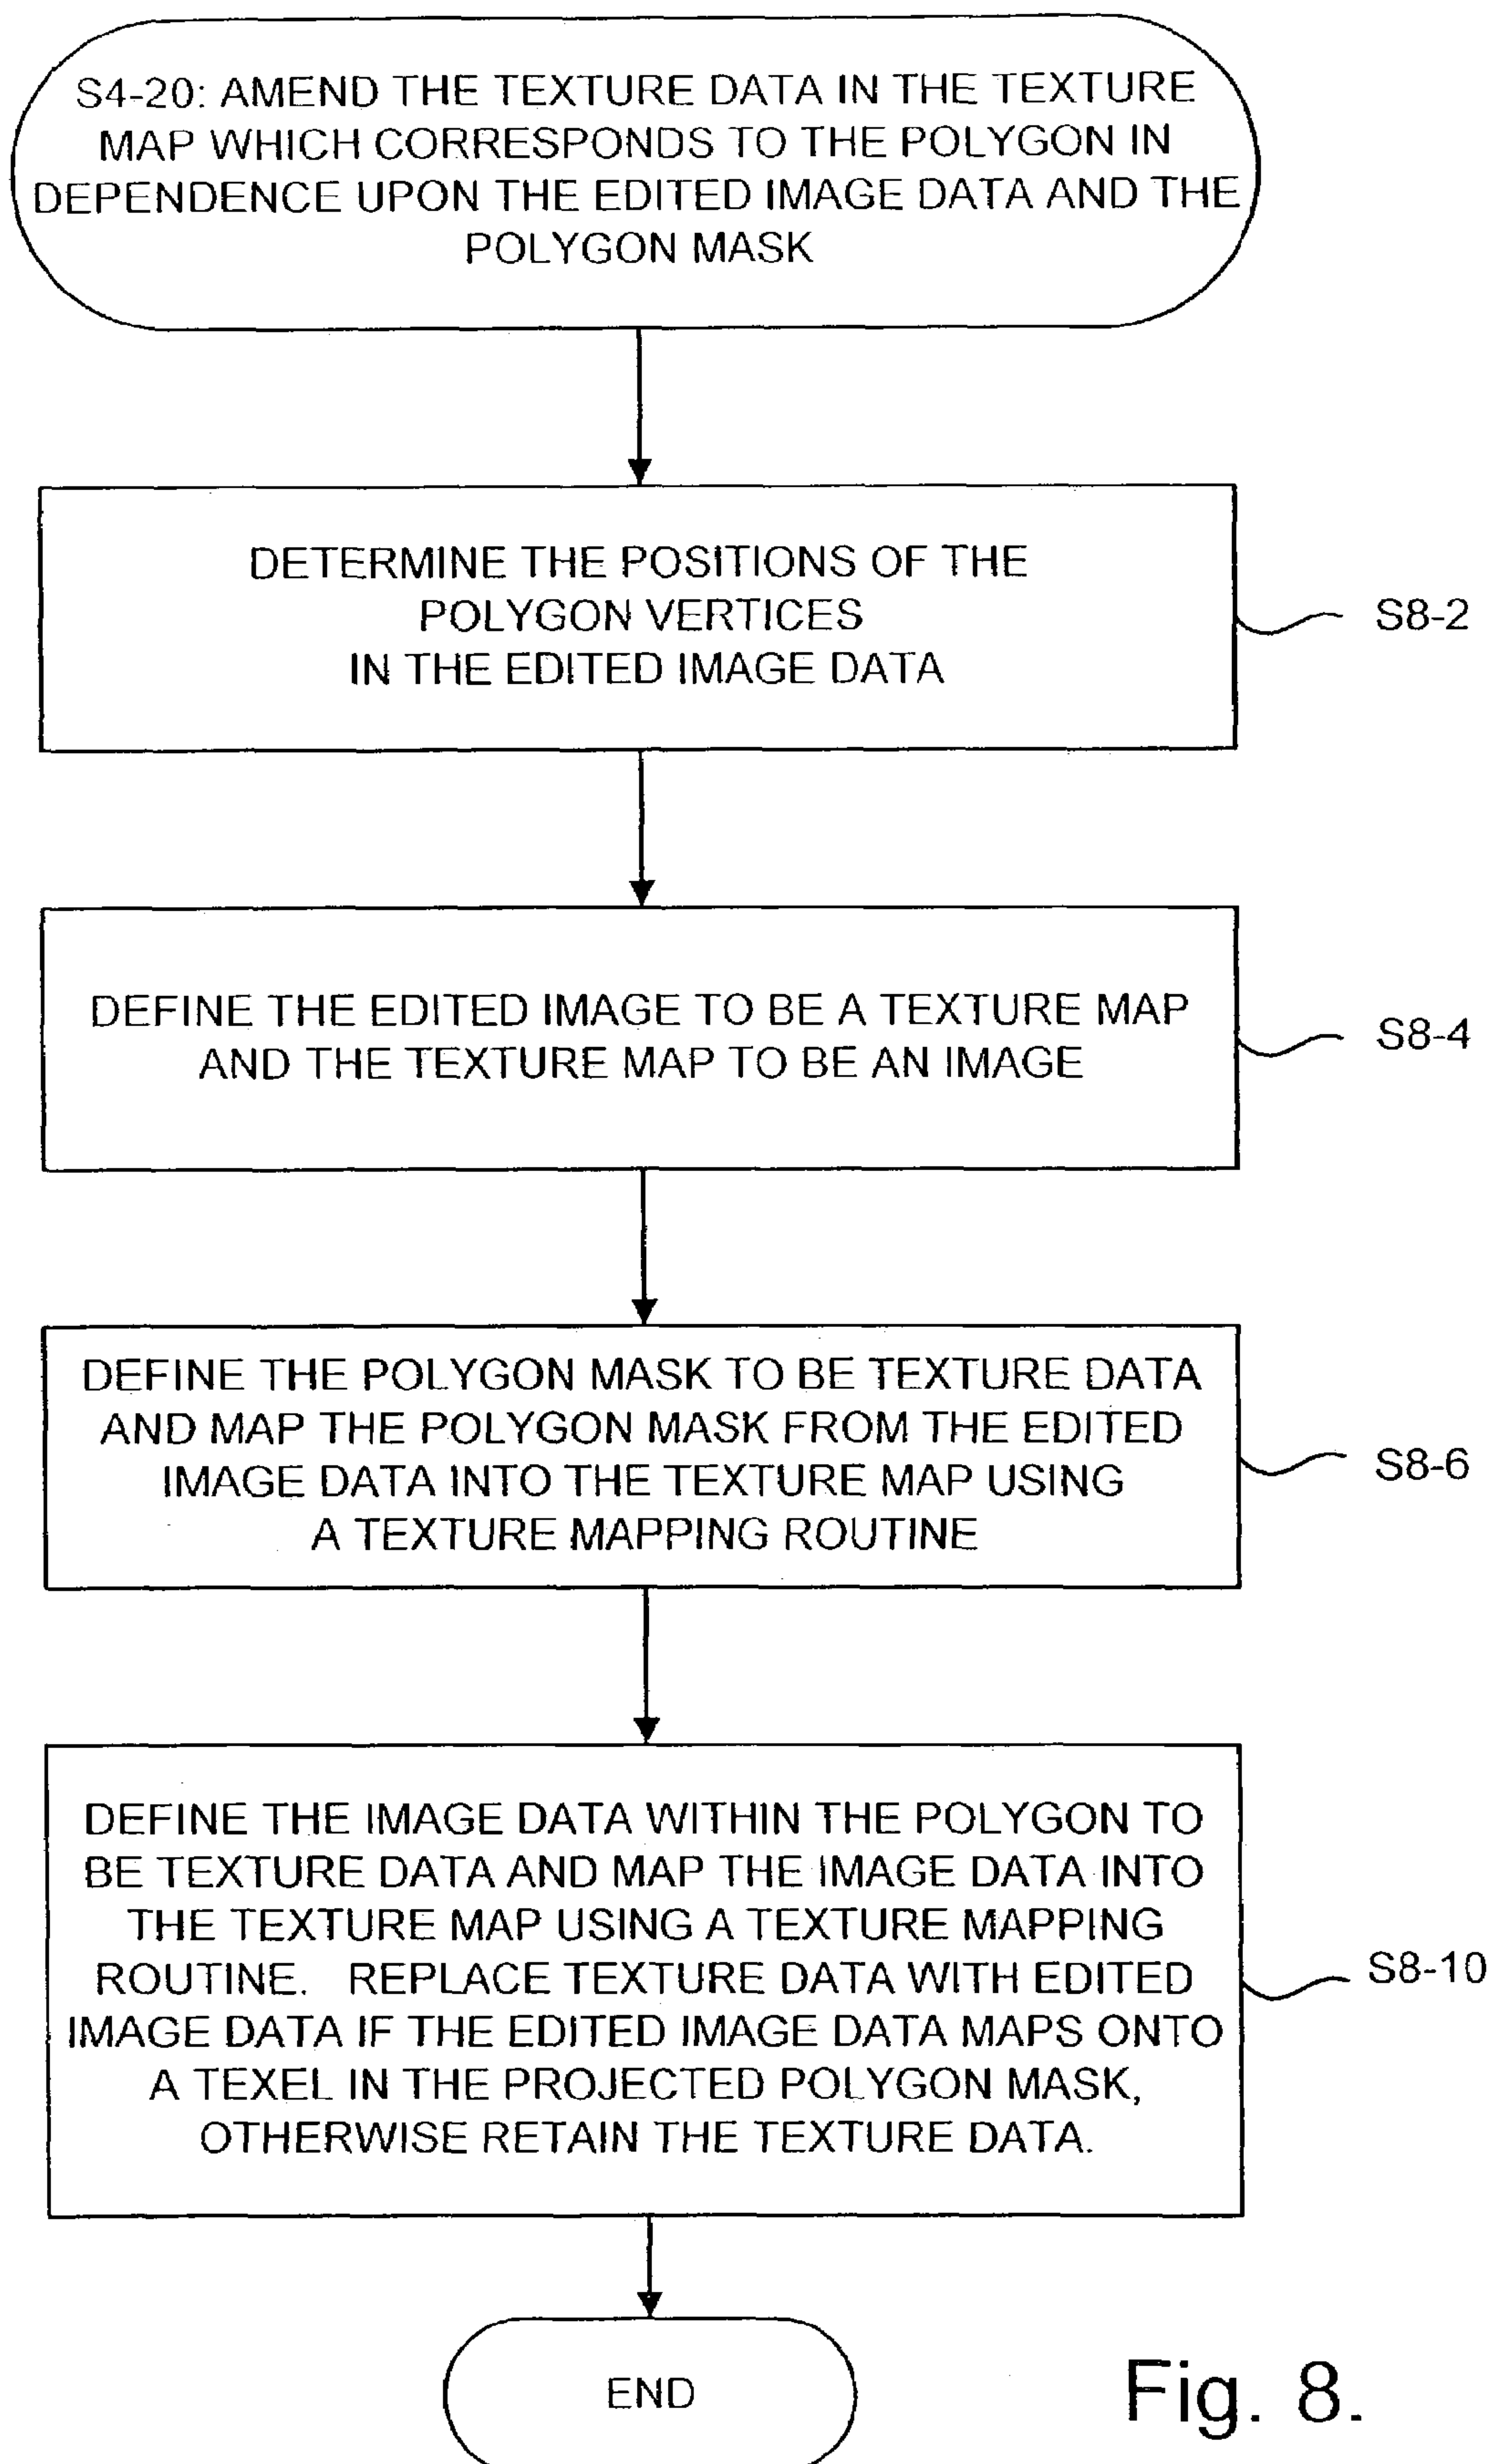 S4-20: AMEND THE TEXTURE DATA IN THE TEXTURE
MAP WHICH CORRESPONDS TO THE POLYGON IN
DEPENDENCE UPON THE EDITED IMAGE DATA AND THE
POLYGON MASK
DETERMINE THE POSITIONS OF THE
POLYGON VERTICES
IN THE EDITED IMAGE DATA
S8-2
DEFINE THE EDITED IMAGE TO BE A TEXTURE MAP
AND THE TEXTURE MAP TO BE AN IMAGE
S8-4
DEFINE THE POLYGON MASK TO BE TEXTURE DATA
AND MAP THE POLYGON MASK FROM THE EDITED
IMAGE DATA INTO THE TEXTURE MAP USING
A TEXTURE MAPPING ROUTINE
S8-6
DEFINE THE IMAGE DATA WITHIN THE POLYGON TO
BE TEXTURE DATA AND MAP THE IMAGE DATA INTO
THE TEXTURE MAP USING A TEXTURE MAPPING
ROUTINE. REPLACE TEXTURE DATA WITH EDITED
IMAGE DATA IF THE EDITED IMAGE DATA MAPS ONTO
A TEXEL IN THE PROJECTED POLYGON MASK,
OTHERWISE RETAIN THE TEXTURE DATA.
S8-10
END
Fig. 8.